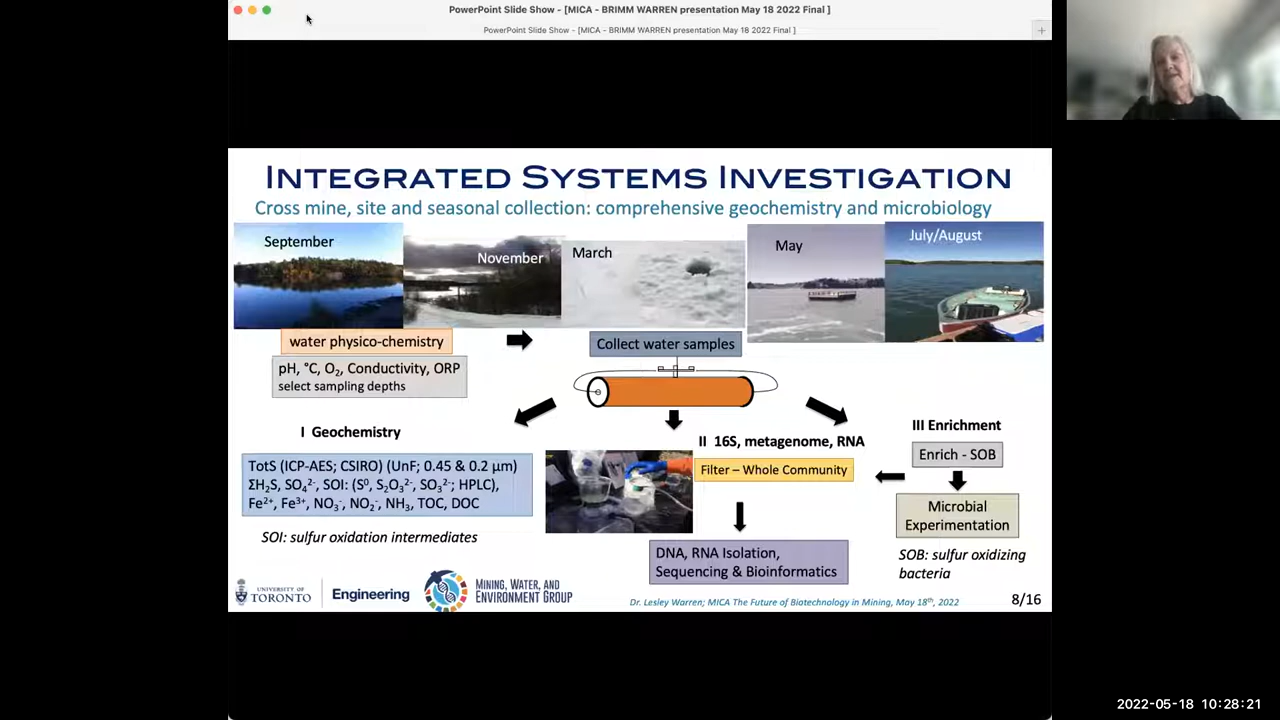 PowerPoint Slide Show - [MICA - BRIMM WARREN presentation May 18 2022 Final ]
PowerPoint Slide Show - [MICA - BRIMM WARREN presentation May 18 2022 Final ]
INTEGRATED SYSTEMS INVESTIGATION
Cross mine, site and seasonal collection: comprehensive geochemistry and microbiology
September
November
March
May
July/August
water physico-chemistry
pH, °C, O₂, Conductivity, ORP
select sampling depths
Collect water samples
I Geochemistry
TotS (ICP-AES; CSIRO) (UnF; 0.45 & 0.2 μm)
ΣH₂S, SO₄²⁻, SOI: (S⁰, S₂O₃²⁻, SO₃²⁻; HPLC),
Fe²⁺, Fe³⁺, NO₃⁻, NO₂⁻, NH₃, TOC, DOC
SOI: sulfur oxidation intermediates
II 16S, metagenome, RNA
Filter – Whole Community
DNA, RNA Isolation,
Sequencing & Bioinformatics
III Enrichment
Enrich - SOB
Microbial
Experimentation
SOB: sulfur oxidizing
bacteria
UNIVERSITY OF
TORONTO
Engineering
MINING, WATER, AND
ENVIRONMENT GROUP
Dr. Lesley Warren; MICA The Future of Biotechnology in Mining, May 18th, 2022
8/16
2022-05-18 10:28:21